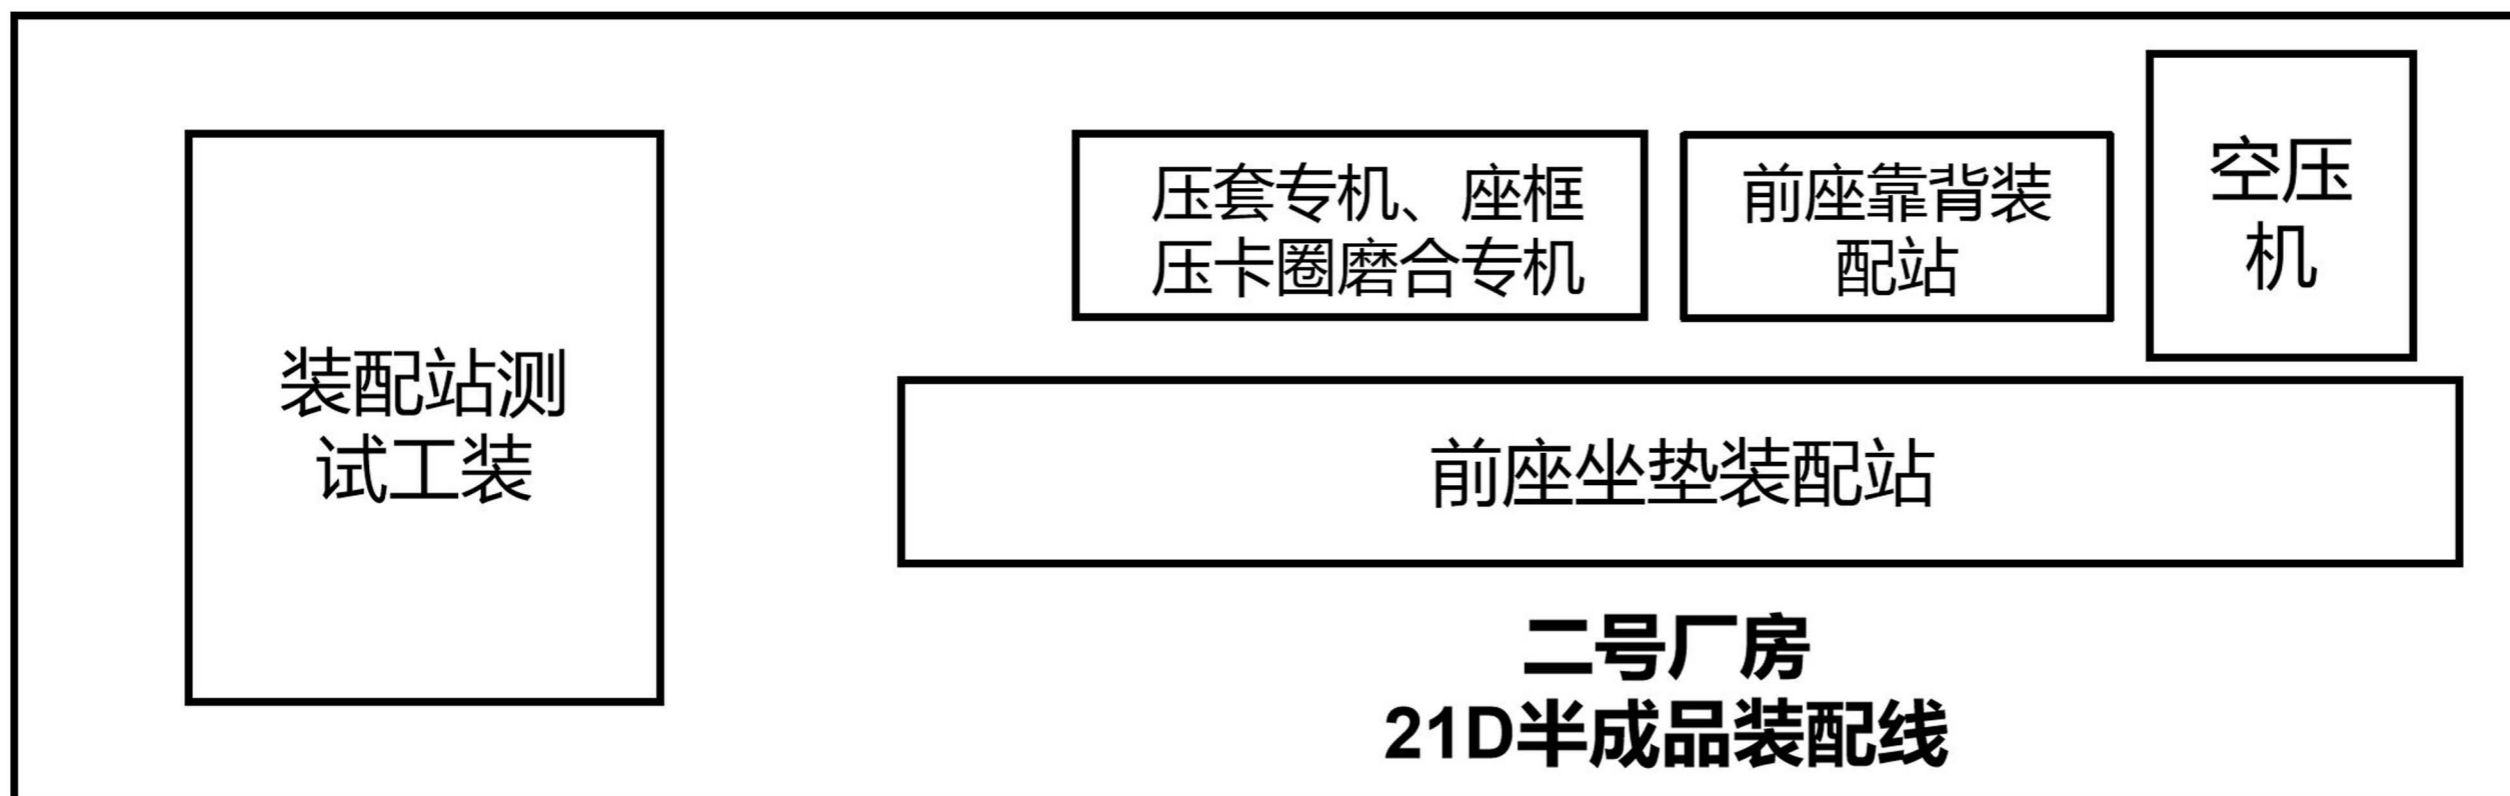 装配站测
试工装
压套专机、座框
压卡圈磨合专机
前座靠背装
配站
空压
机
前座坐垫装配站
二号厂房
21D半成品装配线